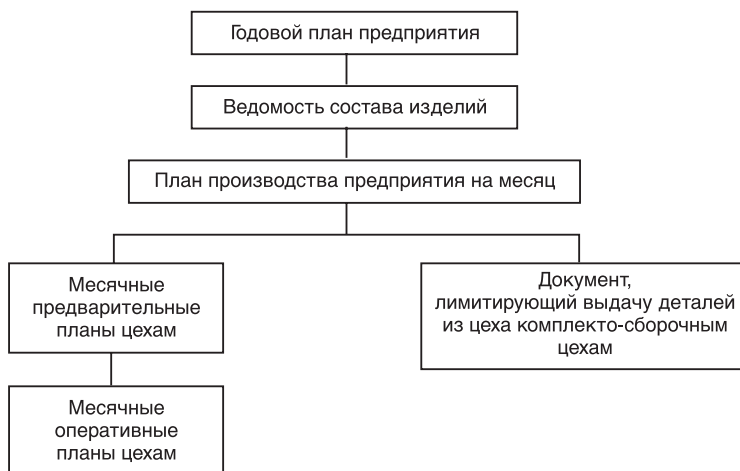 Годовой план предприятия
Ведомость состава изделий
План производства предприятия на месяц
Месячные
предварительные
планы цехам
Документ,
лимитирующий выдачу деталей
из цеха комплекто-сборочным
цехам
Месячные
оперативные
планы цехам